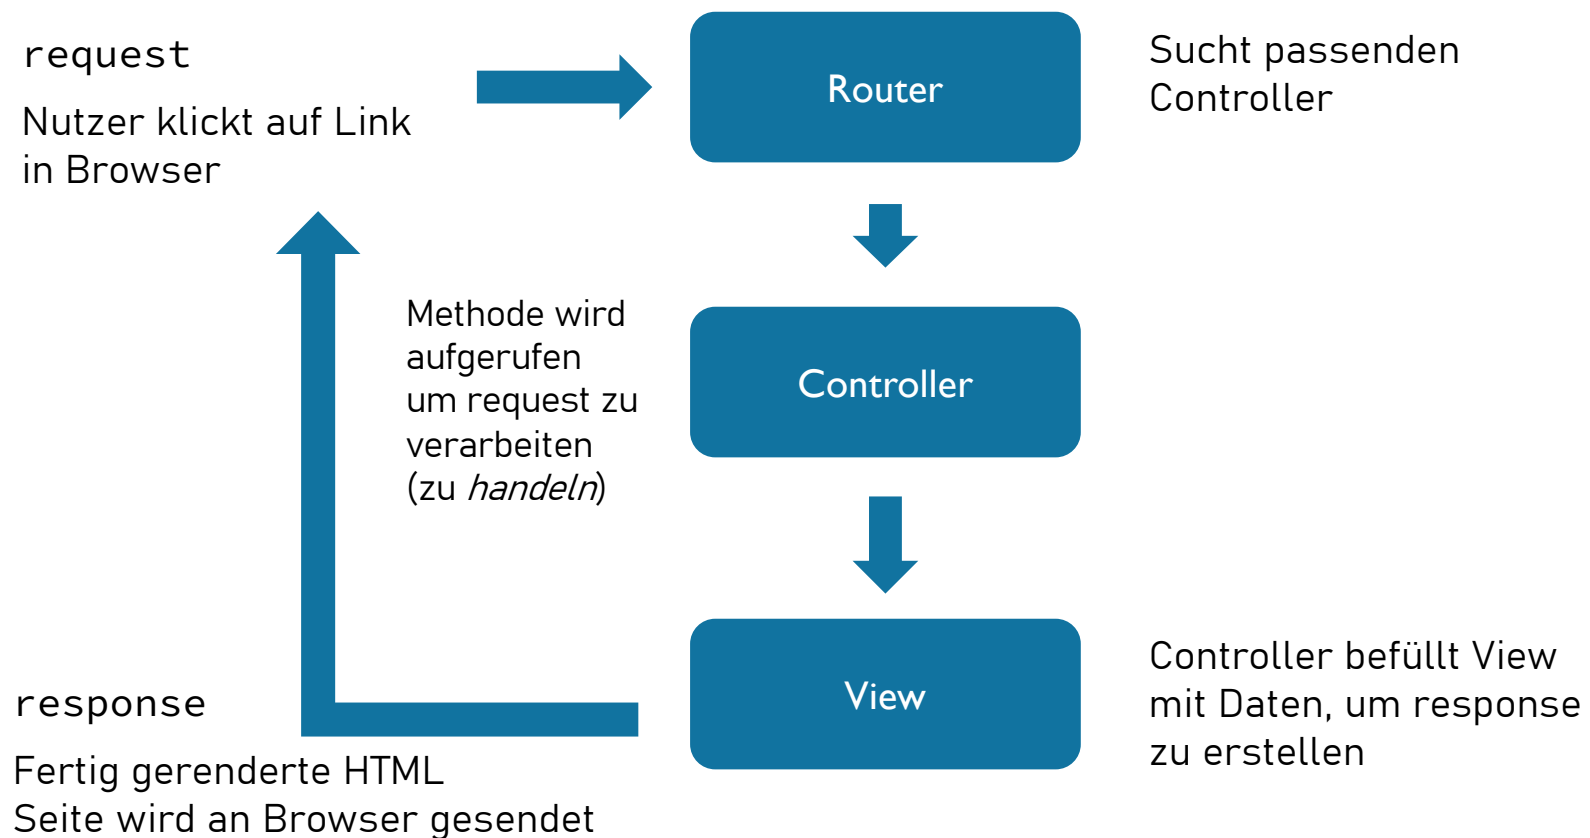 request
Nutzer klickt auf Link
in Browser
Router
Sucht passenden
Controller
Methode wird
aufgerufen
um request zu
verarbeiten
(zu handeln)
Controller
View
Controller befüllt View
mit Daten, um response
zu erstellen
response
Fertig gerenderte HTML
Seite wird an Browser gesendet